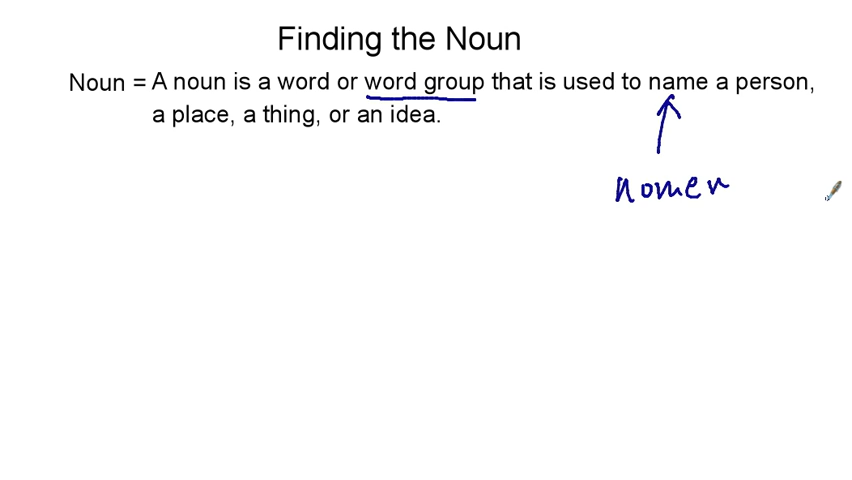 Finding the Noun
Noun = A noun is a word or word group that is used to name a person,
a place, a thing, or an idea.
nomen